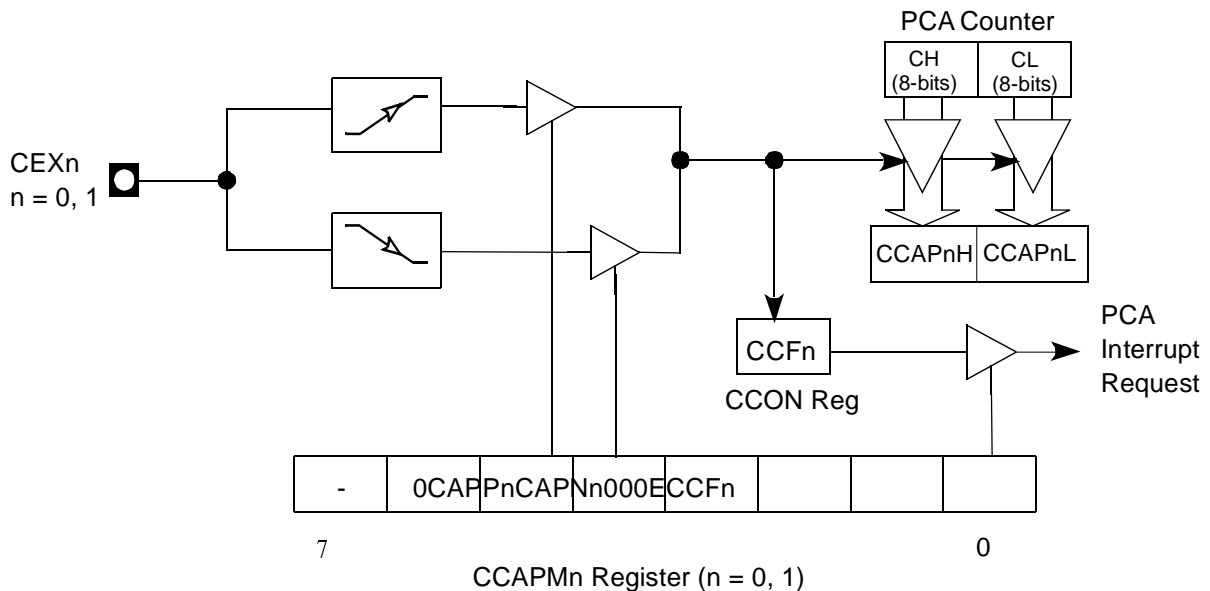 PCA Counter
CH
(8-bits)
CL
(8-bits)
CEXn
n = 0, 1
CCAPnH
CCAPnL
CCFn
CCON Reg
PCA
Interrupt
Request
-
0CAPPnCAPNn000ECCFn
7
0
CCAPMn Register (n = 0, 1)